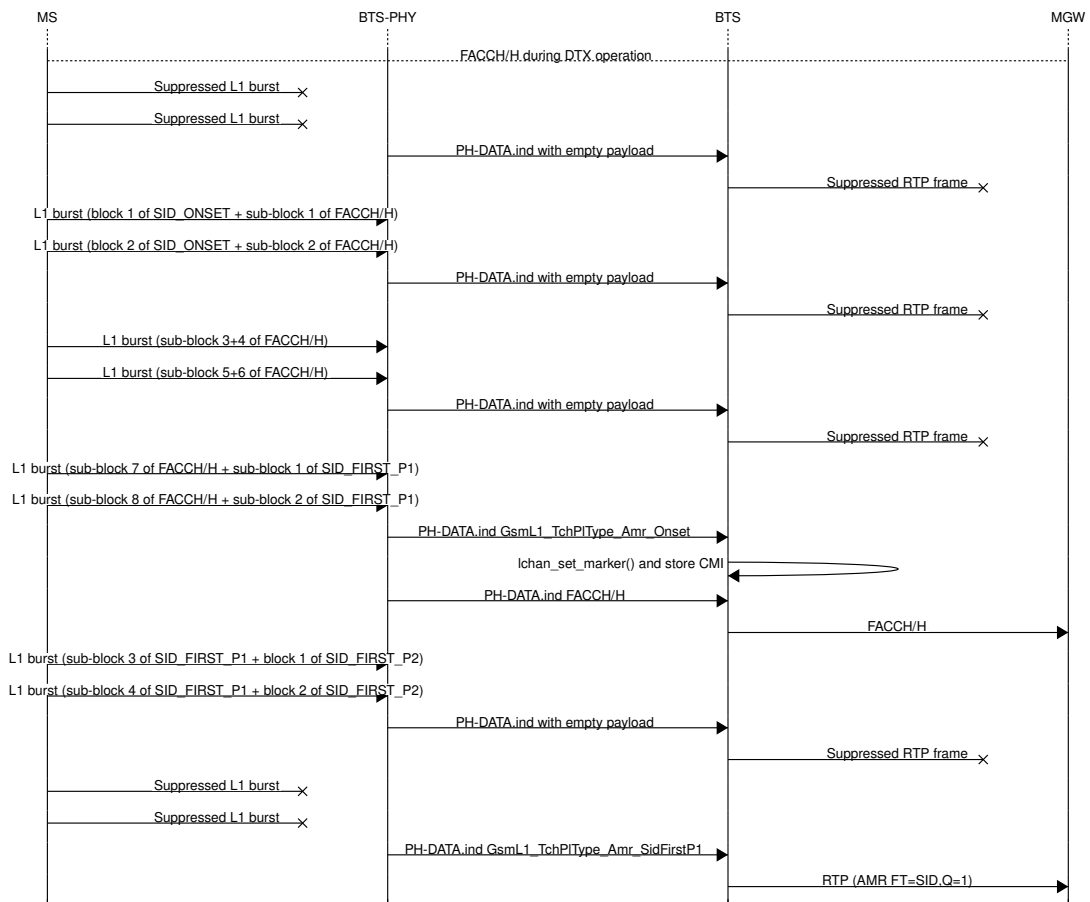 MS BTS-PHY BTS MGW
FACCH/H during DTX operation
Suppressed L1 burst
Suppressed L1 burst
PH-DATA.ind with empty payload
Suppressed RTP frame
L1 burst (block 1 of SID_ONSET + sub-block 1 of FACCH/H)
L1 burst (block 2 of SID_ONSET + sub-block 2 of FACCH/H)
PH-DATA.ind with empty payload
Suppressed RTP frame
L1 burst (sub-block 3+4 of FACCH/H)
L1 burst (sub-block 5+6 of FACCH/H)
PH-DATA.ind with empty payload
Suppressed RTP frame
L1 burst (sub-block 7 of FACCH/H + sub-block 1 of SID_FIRST_P1)
L1 burst (sub-block 8 of FACCH/H + sub-block 2 of SID_FIRST_P1)
PH-DATA.ind GsmL1_TchPlType_Amr_Onset
lchan_set_marker() and store CMI
PH-DATA.ind FACCH/H
FACCH/H
L1 burst (sub-block 3 of SID_FIRST_P1 + block 1 of SID_FIRST_P2)
L1 burst (sub-block 4 of SID_FIRST_P1 + block 2 of SID_FIRST_P2)
PH-DATA.ind with empty payload
Suppressed RTP frame
Suppressed L1 burst
Suppressed L1 burst
PH-DATA.ind GsmL1_TchPlType_Amr_SidFirstP1
RTP (AMR FT=SID,Q=1)